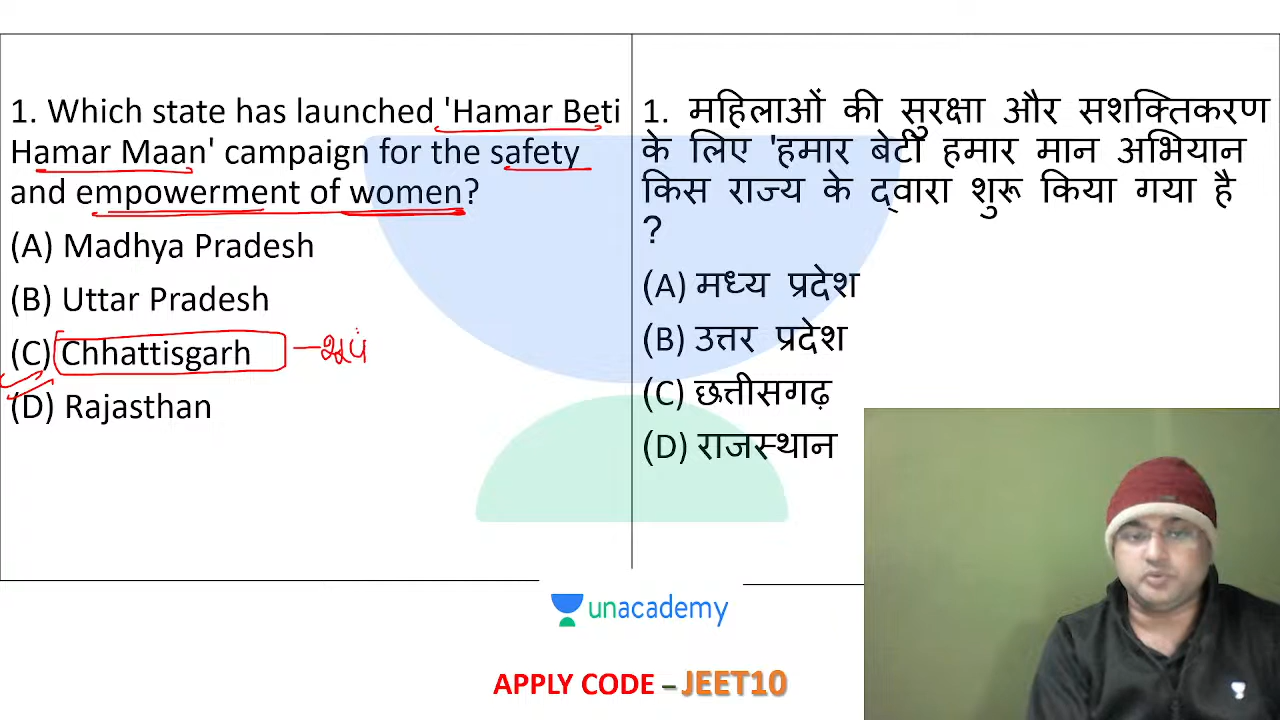 1. Which state has launched 'Hamar Beti
Hamar Maan' campaign for the safety
and empowerment of women?
(A) Madhya Pradesh
(B) Uttar Pradesh
(C) Chhattisgarh
(D) Rajasthan
1. महिलाओं की सुरक्षा और सशक्तिकरण
के लिए 'हमार बेटी हमार मान अभियान
किस राज्य के द्वारा शुरू किया गया है
?
(A) मध्य प्रदेश
(B) उत्तर प्रदेश
(C) छत्तीसगढ़
(D) राजस्थान
unacademy
APPLY CODE – JEET10